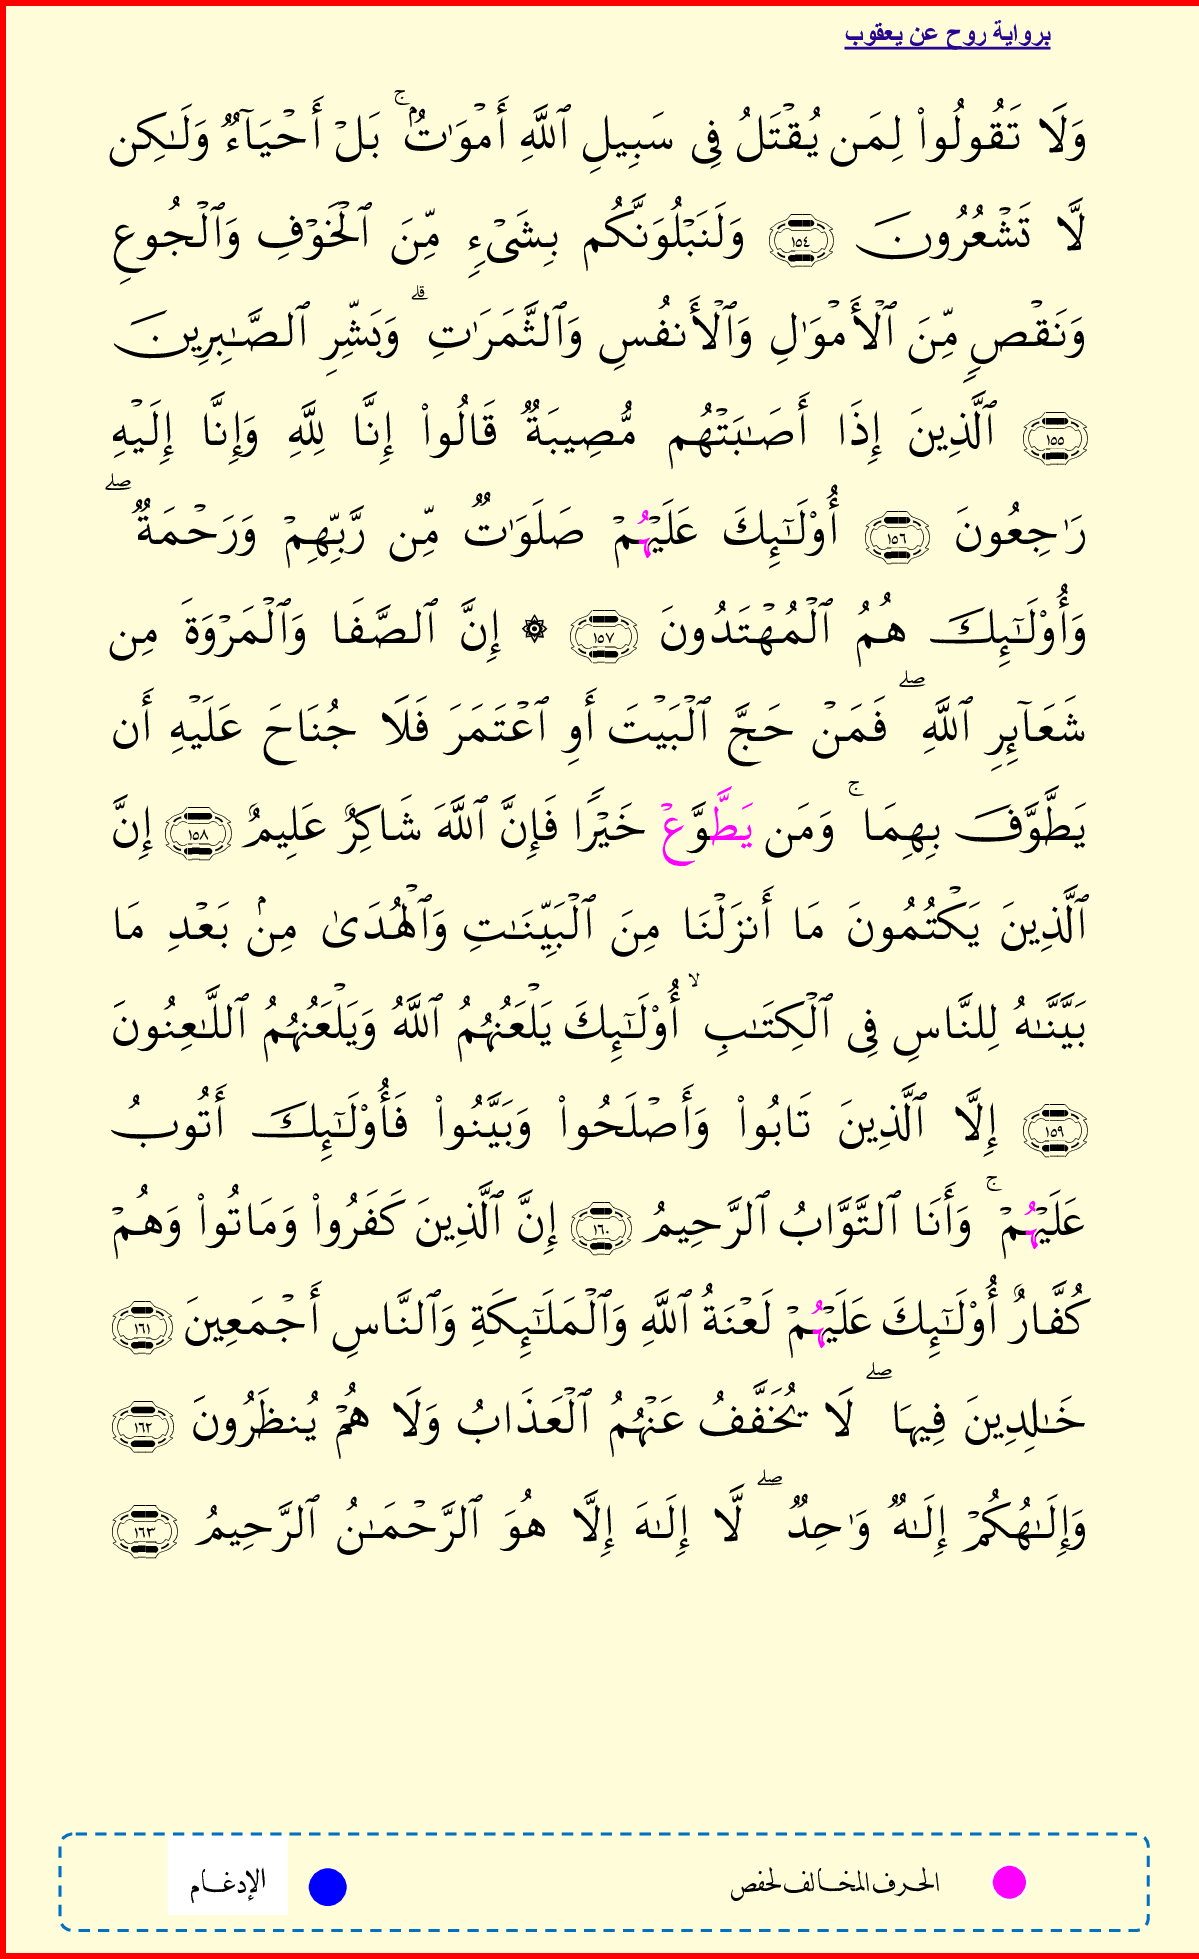 برواية روح عن يعقوب
وَلَا تَقُولُوا۟ لِمَن يُقْتَلُ فِى سَبِيلِ ٱللَّهِ أَمْوَٰتٌۢ ۚ بَلْ أَحْيَآءٌ وَلَـٰكِن
لَّا تَشْعُرُونَ ١٥٤ وَلَنَبْلُوَنَّكُم بِشَىْءٍ مِّنَ ٱلْخَوْفِ وَٱلْجُوعِ
وَنَقْصٍ مِّنَ ٱلْأَمْوَٰلِ وَٱلْأَنفُسِ وَٱلثَّمَرَٰتِ ۗ وَبَشِّرِ ٱلصَّـٰبِرِينَ
١٥٥ ٱلَّذِينَ إِذَا أَصَـٰبَتْهُم مُّصِيبَةٌ قَالُوا۟ إِنَّا لِلَّهِ وَإِنَّا إِلَيْهِ
رَٰجِعُونَ ١٥٦ أُو۟لَـٰٓئِكَ عَلَيْهُمْ صَلَوَٰتٌ مِّن رَّبِّهِمْ وَرَحْمَةٌ ۖ
وَأُو۟لَـٰٓئِكَ هُمُ ٱلْمُهْتَدُونَ ١٥٧ ۞ إِنَّ ٱلصَّفَا وَٱلْمَرْوَةَ مِن
شَعَآئِرِ ٱللَّهِ ۖ فَمَنْ حَجَّ ٱلْبَيْتَ أَوِ ٱعْتَمَرَ فَلَا جُنَاحَ عَلَيْهِ أَن
يَطَّوَّفَ بِهِمَا ۚ وَمَن يَطَّوَّعْ خَيْرًا فَإِنَّ ٱللَّهَ شَاكِرٌ عَلِيمٌ ١٥٨ إِنَّ
ٱلَّذِينَ يَكْتُمُونَ مَا أَنزَلْنَا مِنَ ٱلْبَيِّنَـٰتِ وَٱلْهُدَىٰ مِنۢ بَعْدِ مَا
بَيَّنَّـٰهُ لِلنَّاسِ فِى ٱلْكِتَـٰبِ ۙ أُو۟لَـٰٓئِكَ يَلْعَنُهُمُ ٱللَّهُ وَيَلْعَنُهُمُ ٱللَّـٰعِنُونَ
١٥٩ إِلَّا ٱلَّذِينَ تَابُوا۟ وَأَصْلَحُوا۟ وَبَيَّنُوا۟ فَأُو۟لَـٰٓئِكَ أَتُوبُ
عَلَيْهُمْ ۚ وَأَنَا ٱلتَّوَّابُ ٱلرَّحِيمُ ١٦٠ إِنَّ ٱلَّذِينَ كَفَرُوا۟ وَمَاتُوا۟ وَهُمْ
كُفَّارٌ أُو۟لَـٰٓئِكَ عَلَيْهُمْ لَعْنَةُ ٱللَّهِ وَٱلْمَلَـٰٓئِكَةِ وَٱلنَّاسِ أَجْمَعِينَ ١٦١
خَـٰلِدِينَ فِيهَا ۖ لَا يُخَفَّفُ عَنْهُمُ ٱلْعَذَابُ وَلَا هُمْ يُنظَرُونَ ١٦٢
وَإِلَـٰهُكُمْ إِلَـٰهٌ وَٰحِدٌ ۖ لَّا إِلَـٰهَ إِلَّا هُوَ ٱلرَّحْمَـٰنُ ٱلرَّحِيمُ ١٦٣
الحرف المخالف لحفص الإدغام